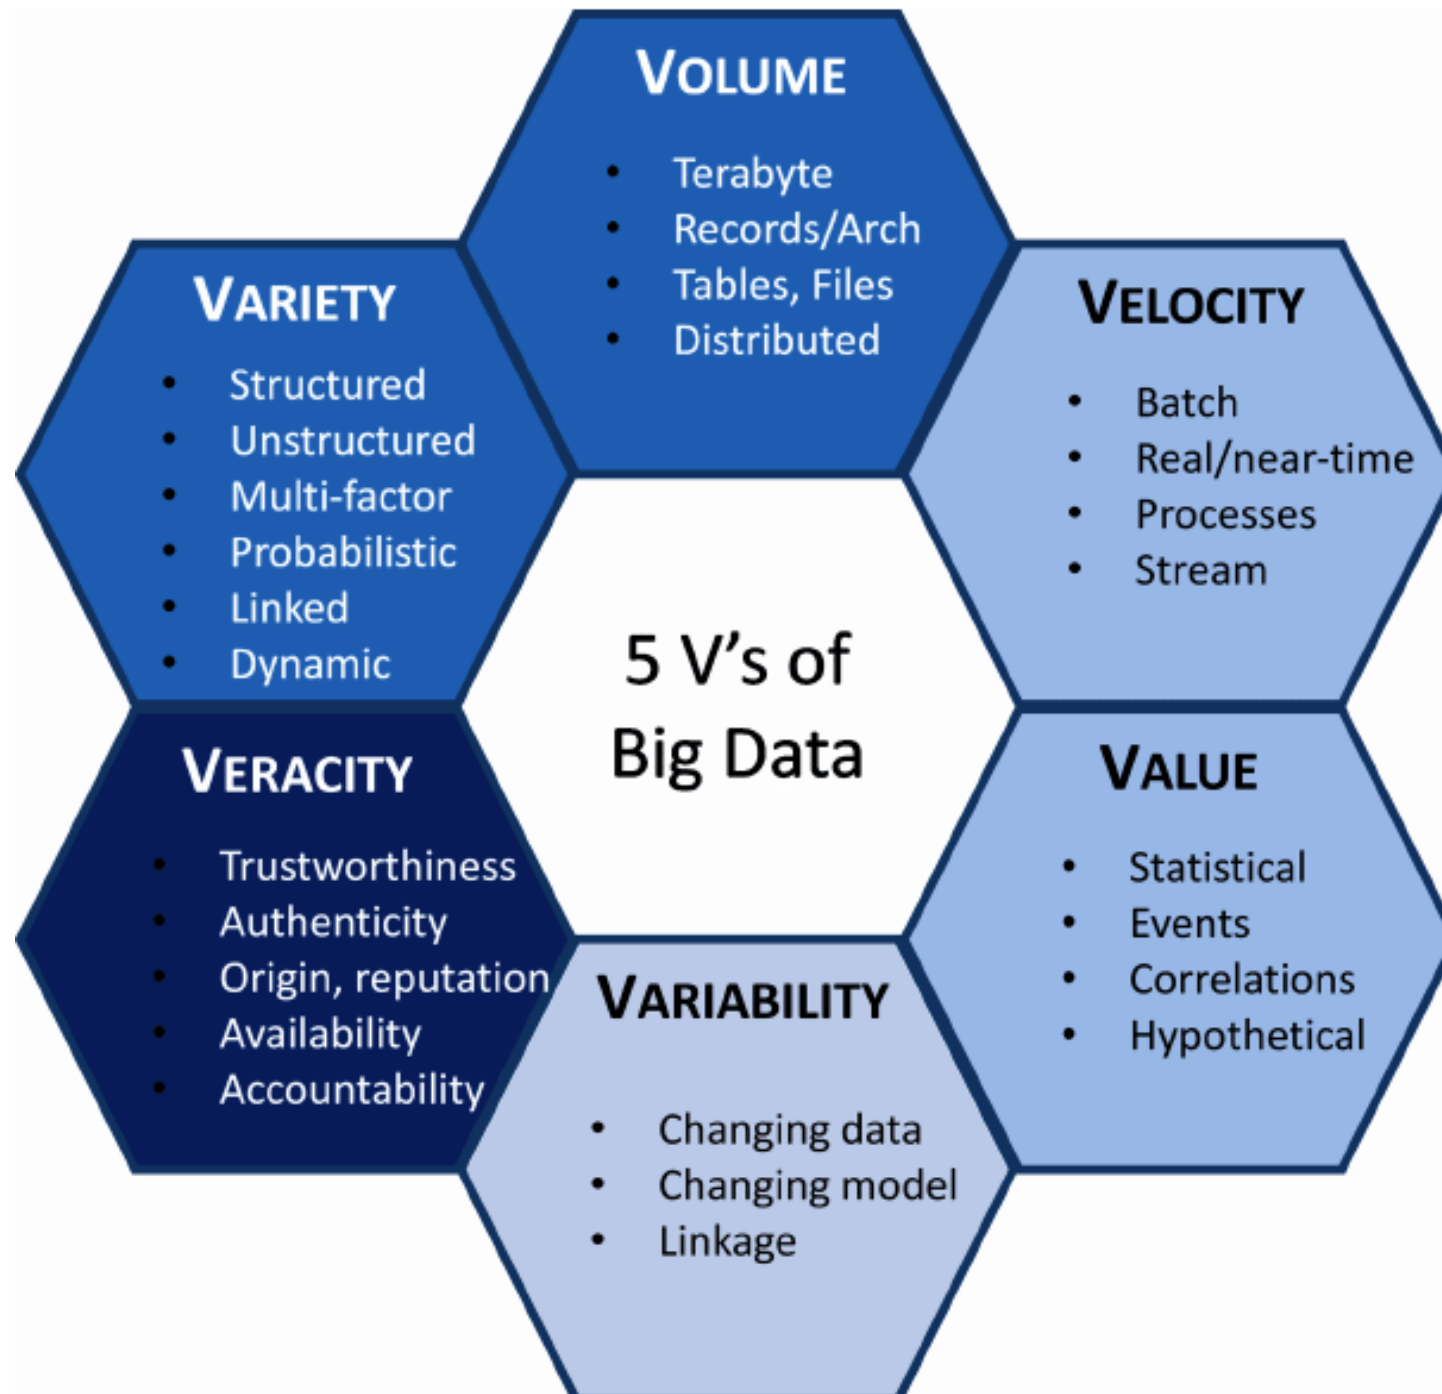 VOLUME
• Terabyte
• Records/Arch
• Tables, Files
• Distributed
VARIETY
• Structured
• Unstructured
• Multi-factor
• Probabilistic
• Linked
• Dynamic
VELOCITY
• Batch
• Real/near-time
• Processes
• Stream
5 V’s of
Big Data
VERACITY
• Trustworthiness
• Authenticity
• Origin, reputation
• Availability
• Accountability
VALUE
• Statistical
• Events
• Correlations
• Hypothetical
VARIABILITY
• Changing data
• Changing model
• Linkage